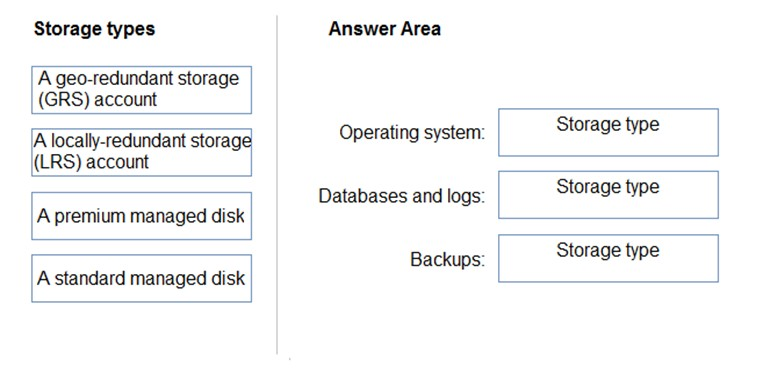 Storage types
A geo-redundant storage
(GRS) account
A locally-redundant storage
(LRS) account
A premium managed disk
A standard managed disk
Answer Area
Operating system:
Storage type
Databases and logs:
Storage type
Backups:
Storage type